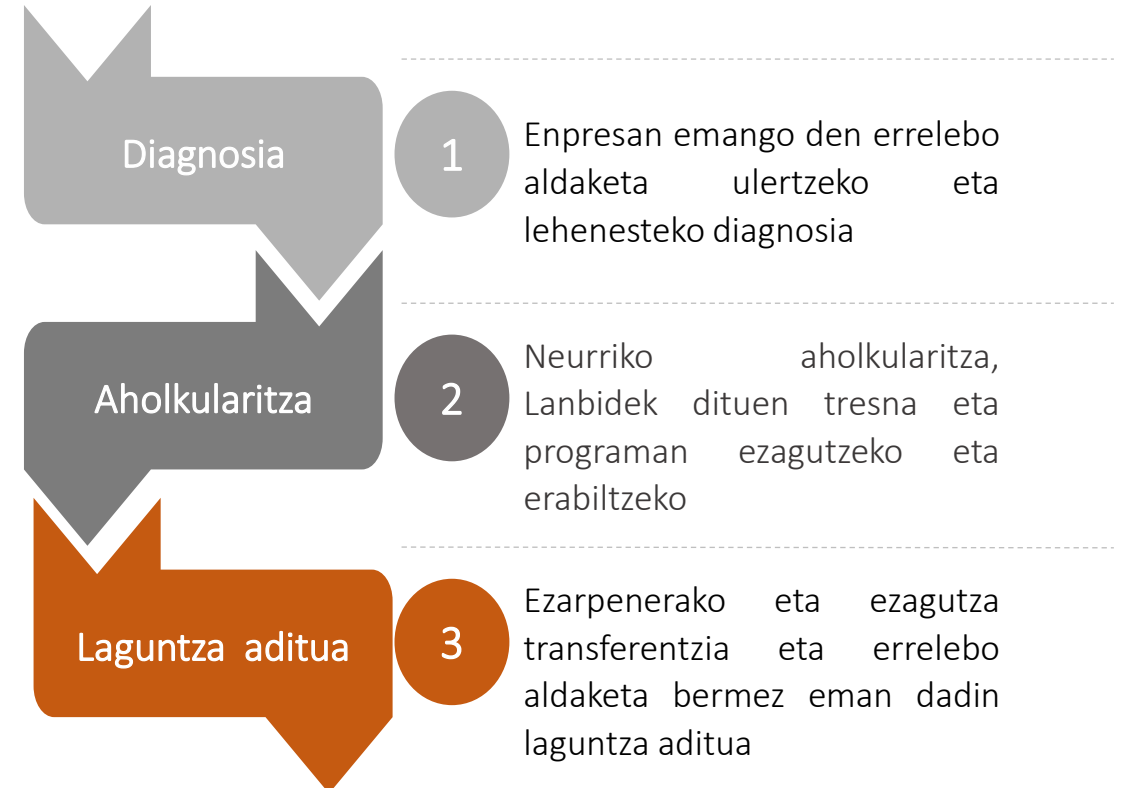 Diagnosia
1
Enpresan emango den errelebo
aldaketa ulertzeko eta
lehenesteko diagnosia
Aholkularitza
2
Neurriko aholkularitza,
Lanbidek dituen tresna eta
programan ezagutzeko eta
erabiltzeko
Laguntza aditua
3
Ezarpenerako eta ezagutza
transferentzia eta errelebo
aldaketa bermez eman dadin
laguntza aditua